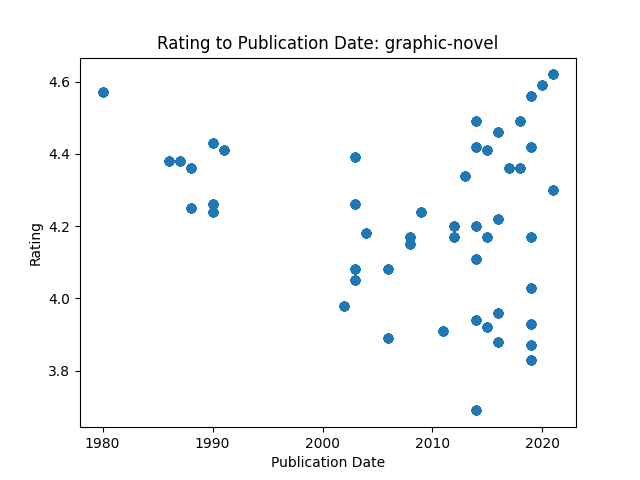 Rating to Publication Date: graphic-novel
4.6
4.4
4.2
4.0
3.8
Rating
1980 1990 2000 2010 2020
Publication Date